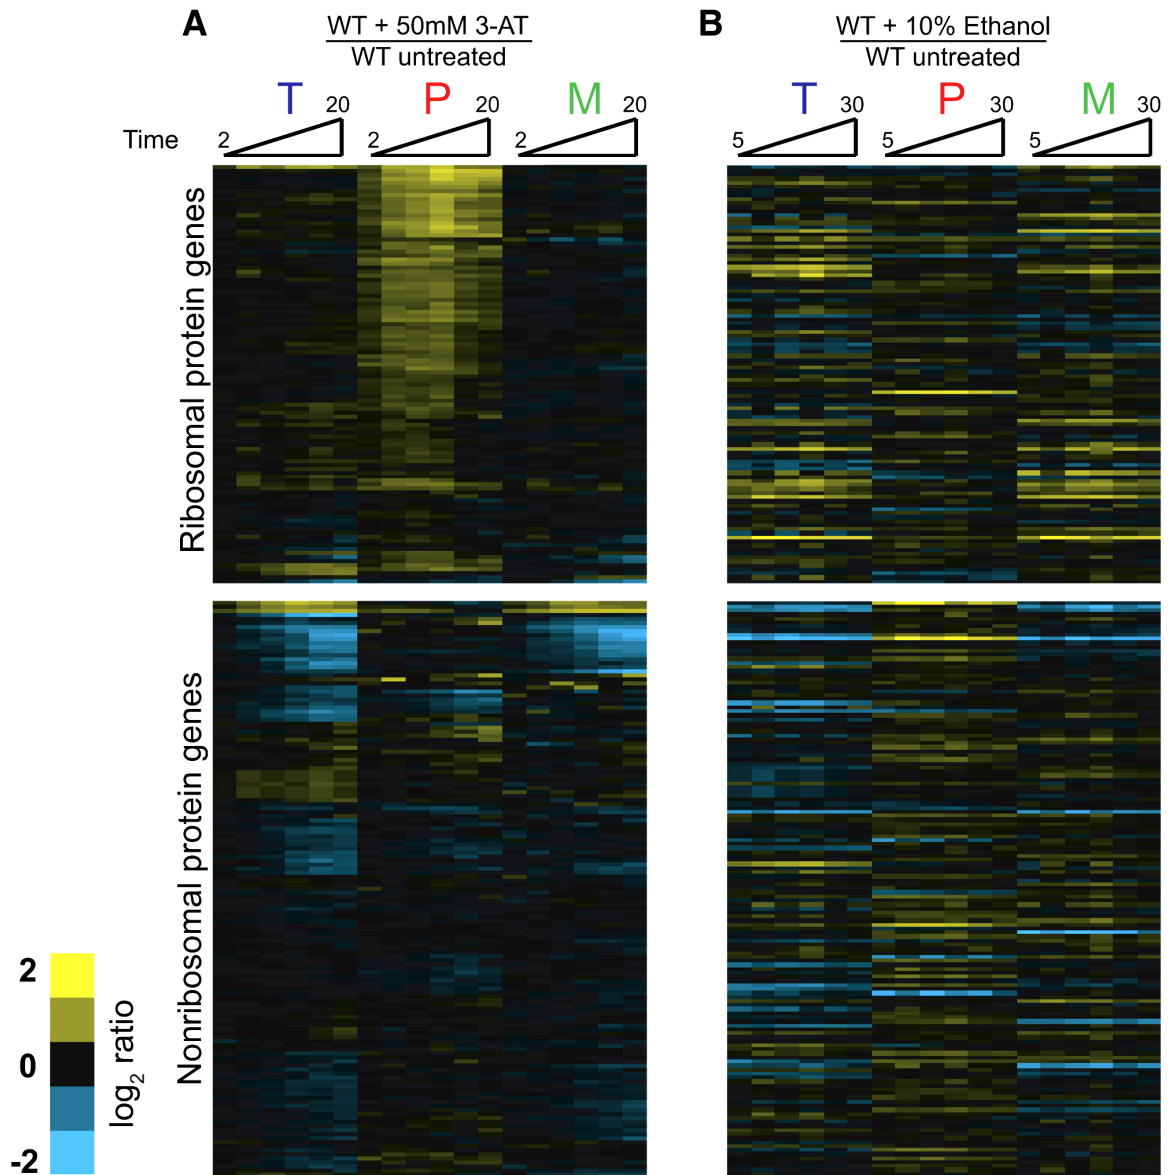 A
WT + 50mM 3-AT
WT untreated
T
P
M
Time
2
20
2
20
2
20
B
WT + 10% Ethanol
WT untreated
T
P
M
5
30
5
30
5
30
Ribosomal protein genes
Nonribosomal protein genes
2
0
-2
log2 ratio